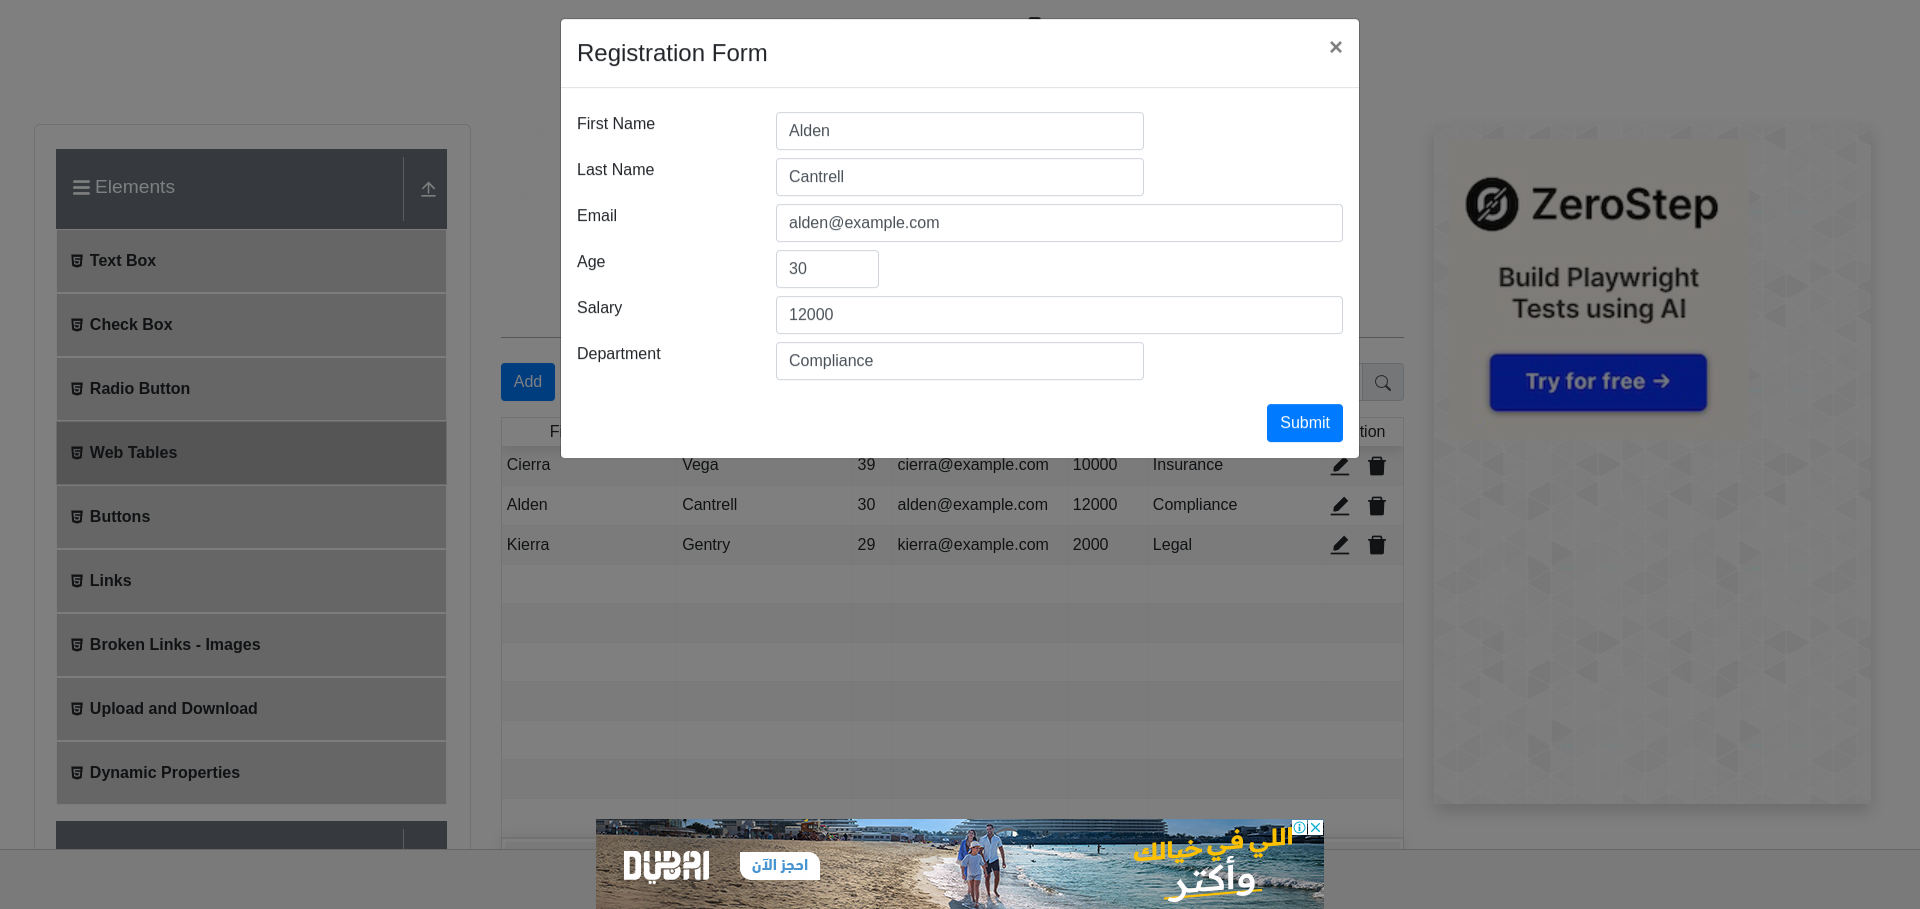 Registration Form
×
First Name
Alden
Last Name
Cantrell
Email
alden@example.com
Age
30
Salary
12000
Department
Compliance
Submit
Elements
Text Box
Check Box
Radio Button
Web Tables
Buttons
Links
Broken Links - Images
Upload and Download
Dynamic Properties
Add
Cierra Vega 39 cierra@example.com 10000 Insurance
Alden Cantrell 30 alden@example.com 12000 Compliance
Kierra Gentry 29 kierra@example.com 2000 Legal
ZeroStep
Build Playwright
Tests using AI
Try for free →
DUBAI
احجز الآن
اللي في خيالك
وأكتر